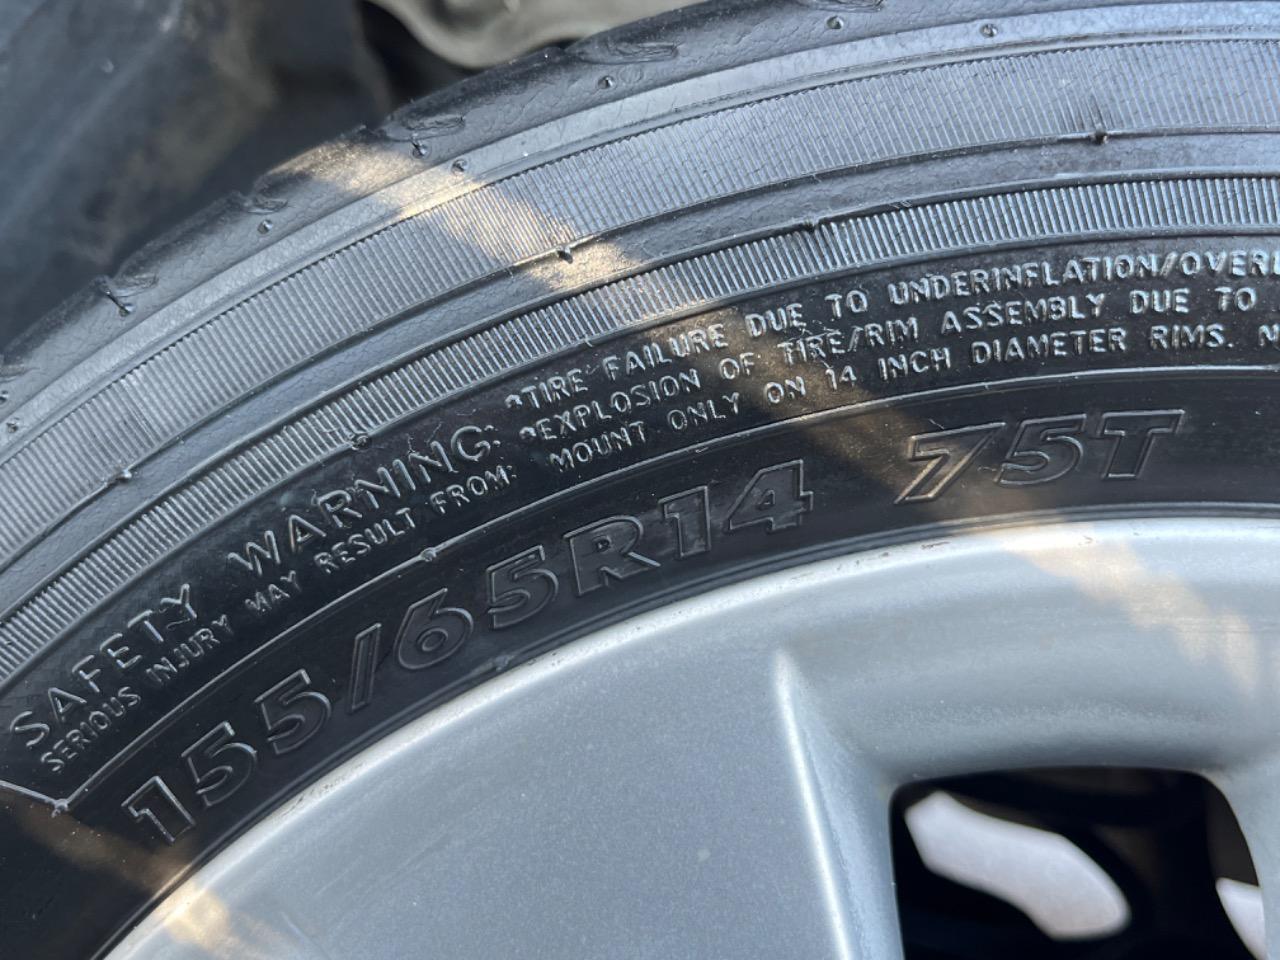 SAFETY WARNING:
SERIOUS INJURY MAY RESULT FROM:
•TIRE FAILURE DUE TO UNDERINFLATION/
•EXPLOSION OF TIRE/RIM ASSEMBLY DUE TO
MOUNT ONLY ON 14 INCH DIAMETER RIMS.
155/65R14 75T